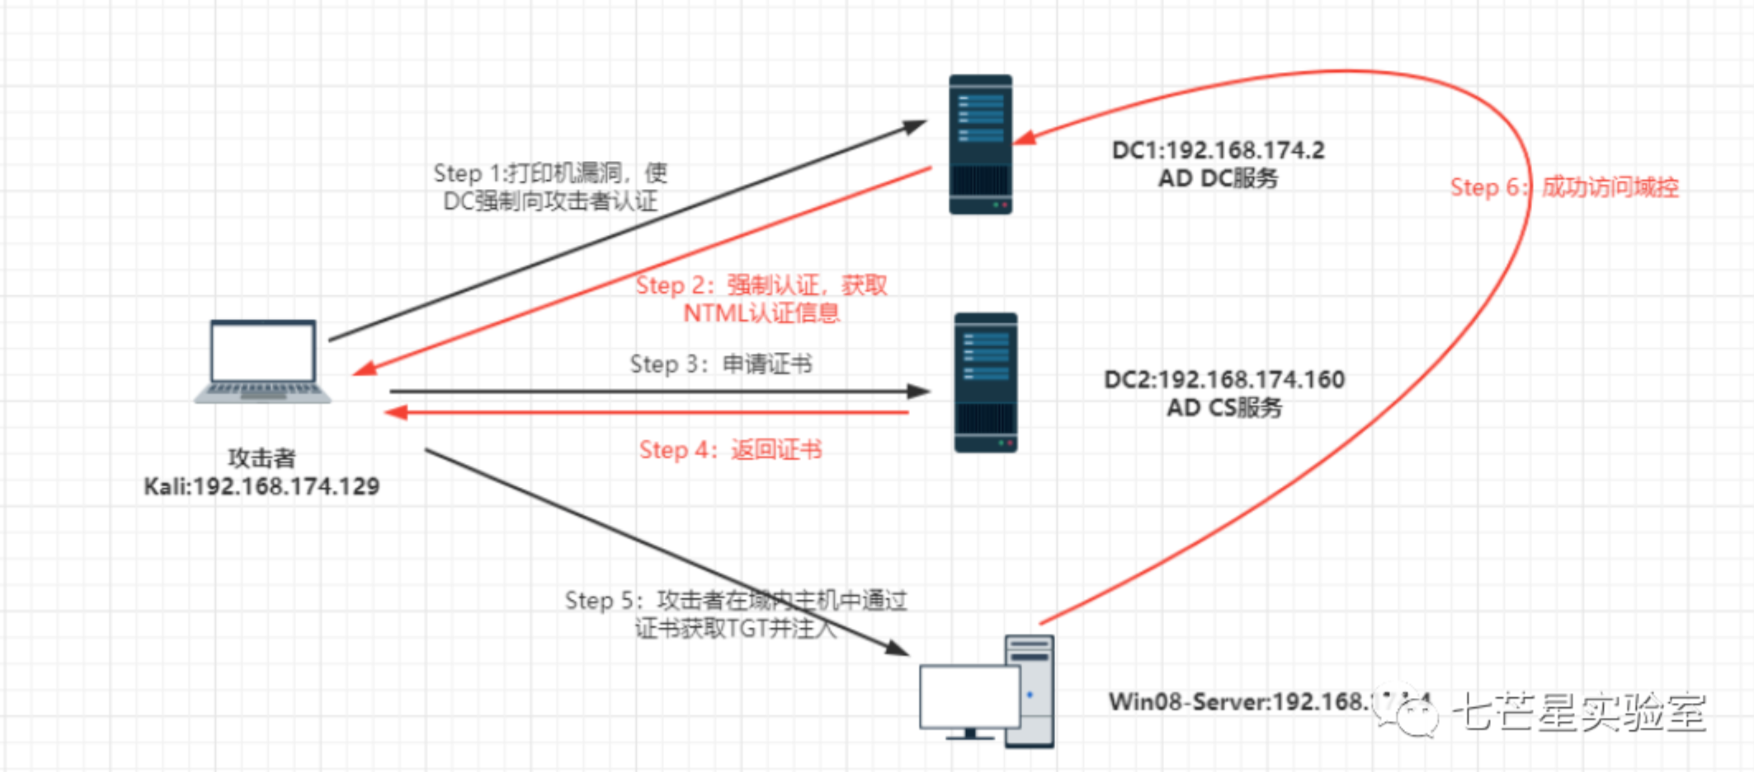 Step 1:打印机漏洞，使
DC强制向攻击者认证
DC1:192.168.174.2
AD DC服务
Step 6：成功访问域控
Step 2：强制认证，获取
NTML认证信息
Step 3：申请证书
DC2:192.168.174.160
AD CS服务
Step 4：返回证书
攻击者
Kali:192.168.174.129
Step 5：攻击者在域内主机中通过
证书获取TGT并注入
Win08-Server:192.168.
七芒星实验室